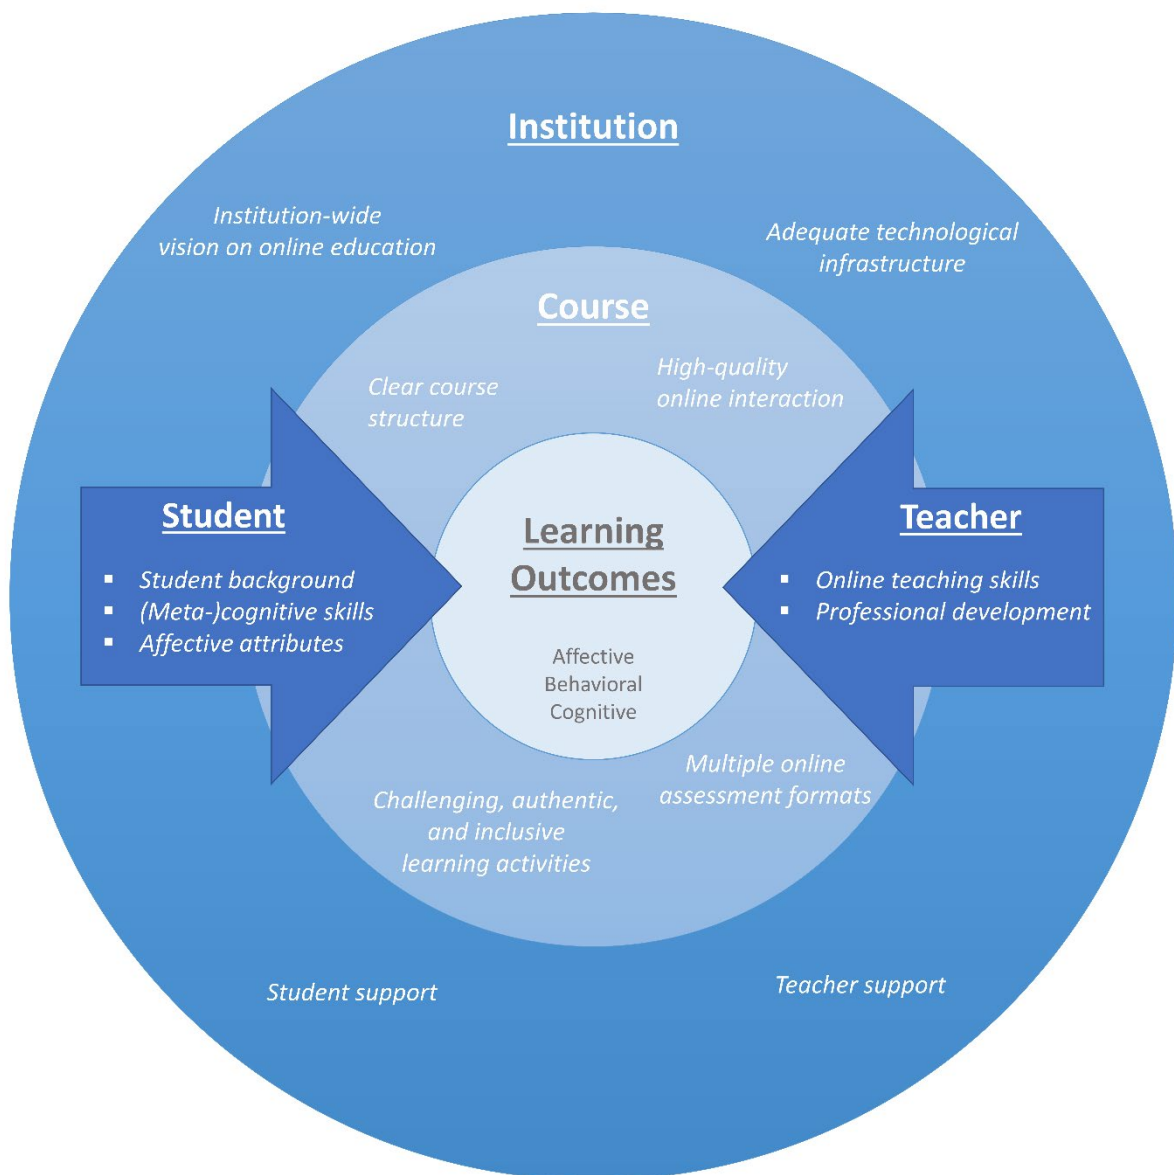 Institution
Institution-wide
vision on online education
Adequate technological
infrastructure
Course
Clear course
structure
High-quality
online interaction
Student
▪ Student background
▪ (Meta-)cognitive skills
▪ Affective attributes
Learning
Outcomes
Affective
Behavioral
Cognitive
Teacher
▪ Online teaching skills
▪ Professional development
Challenging, authentic,
and inclusive
learning activities
Multiple online
assessment formats
Student support
Teacher support